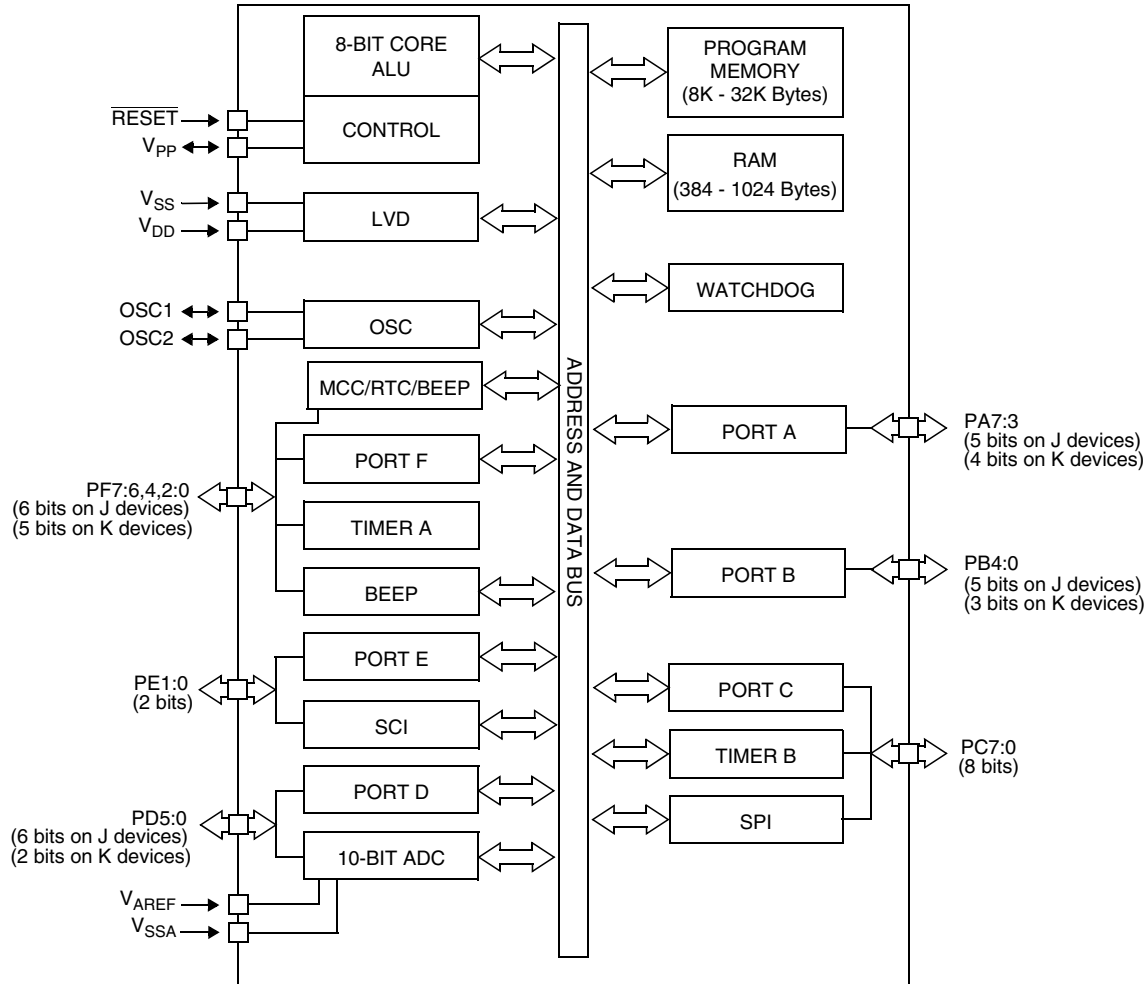 8-BIT CORE
ALU
RESET
CONTROL
VPP
VSS
LVD
VDD
OSC1
OSC
OSC2
MCC/RTC/BEEP
PORT F
PF7:6,4,2:0
(6 bits on J devices)
(5 bits on K devices)
TIMER A
BEEP
PORT E
PE1:0
(2 bits)
SCI
PORT D
PD5:0
(6 bits on J devices)
(2 bits on K devices)
10-BIT ADC
VAREF
VSSA
ADDRESS AND DATA BUS
PROGRAM
MEMORY
(8K - 32K Bytes)
RAM
(384 - 1024 Bytes)
WATCHDOG
PORT A
PA7:3
(5 bits on J devices)
(4 bits on K devices)
PORT B
PB4:0
(5 bits on J devices)
(3 bits on K devices)
PORT C
TIMER B
PC7:0
(8 bits)
SPI